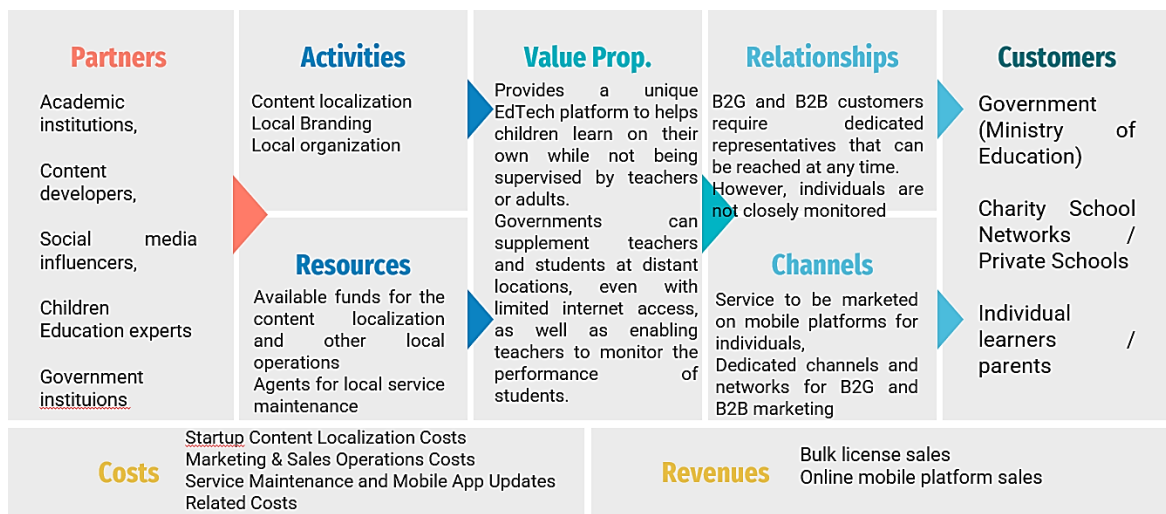 Partners
Academic
institutions,
Content
developers,
Social media
influencers,
Children
Education experts
Government
instituions
Activities
Content localization
Local Branding
Local organization
Resources
Available funds for the
content localization
and other local
operations
Agents for local service
maintenance
Value Prop.
Provides a unique
EdTech platform to helps
children learn on their
own while not being
supervised by teachers
or adults.
Governments can
supplement teachers
and students at distant
locations, even with
limited internet access,
as well as enabling
teachers to monitor the
performance of
students.
Relationships
B2G and B2B customers
require dedicated
representatives that can
be reached at any time.
However, individuals are
not closely monitored
Channels
Service to be marketed
on mobile platforms for
individuals,
Dedicated channels and
networks for B2G and
B2B marketing
Customers
Government
(Ministry of
Education)
Charity School
Networks /
Private Schools
Individual
learners /
parents
Costs
Startup Content Localization Costs
Marketing & Sales Operations Costs
Service Maintenance and Mobile App Updates
Related Costs
Revenues
Bulk license sales
Online mobile platform sales